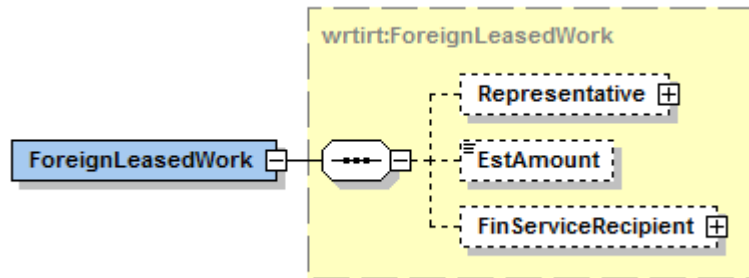 wrtirt:ForeignLeasedWork
Representative
ForeignLeasedWork
EstAmount
FinServiceRecipient